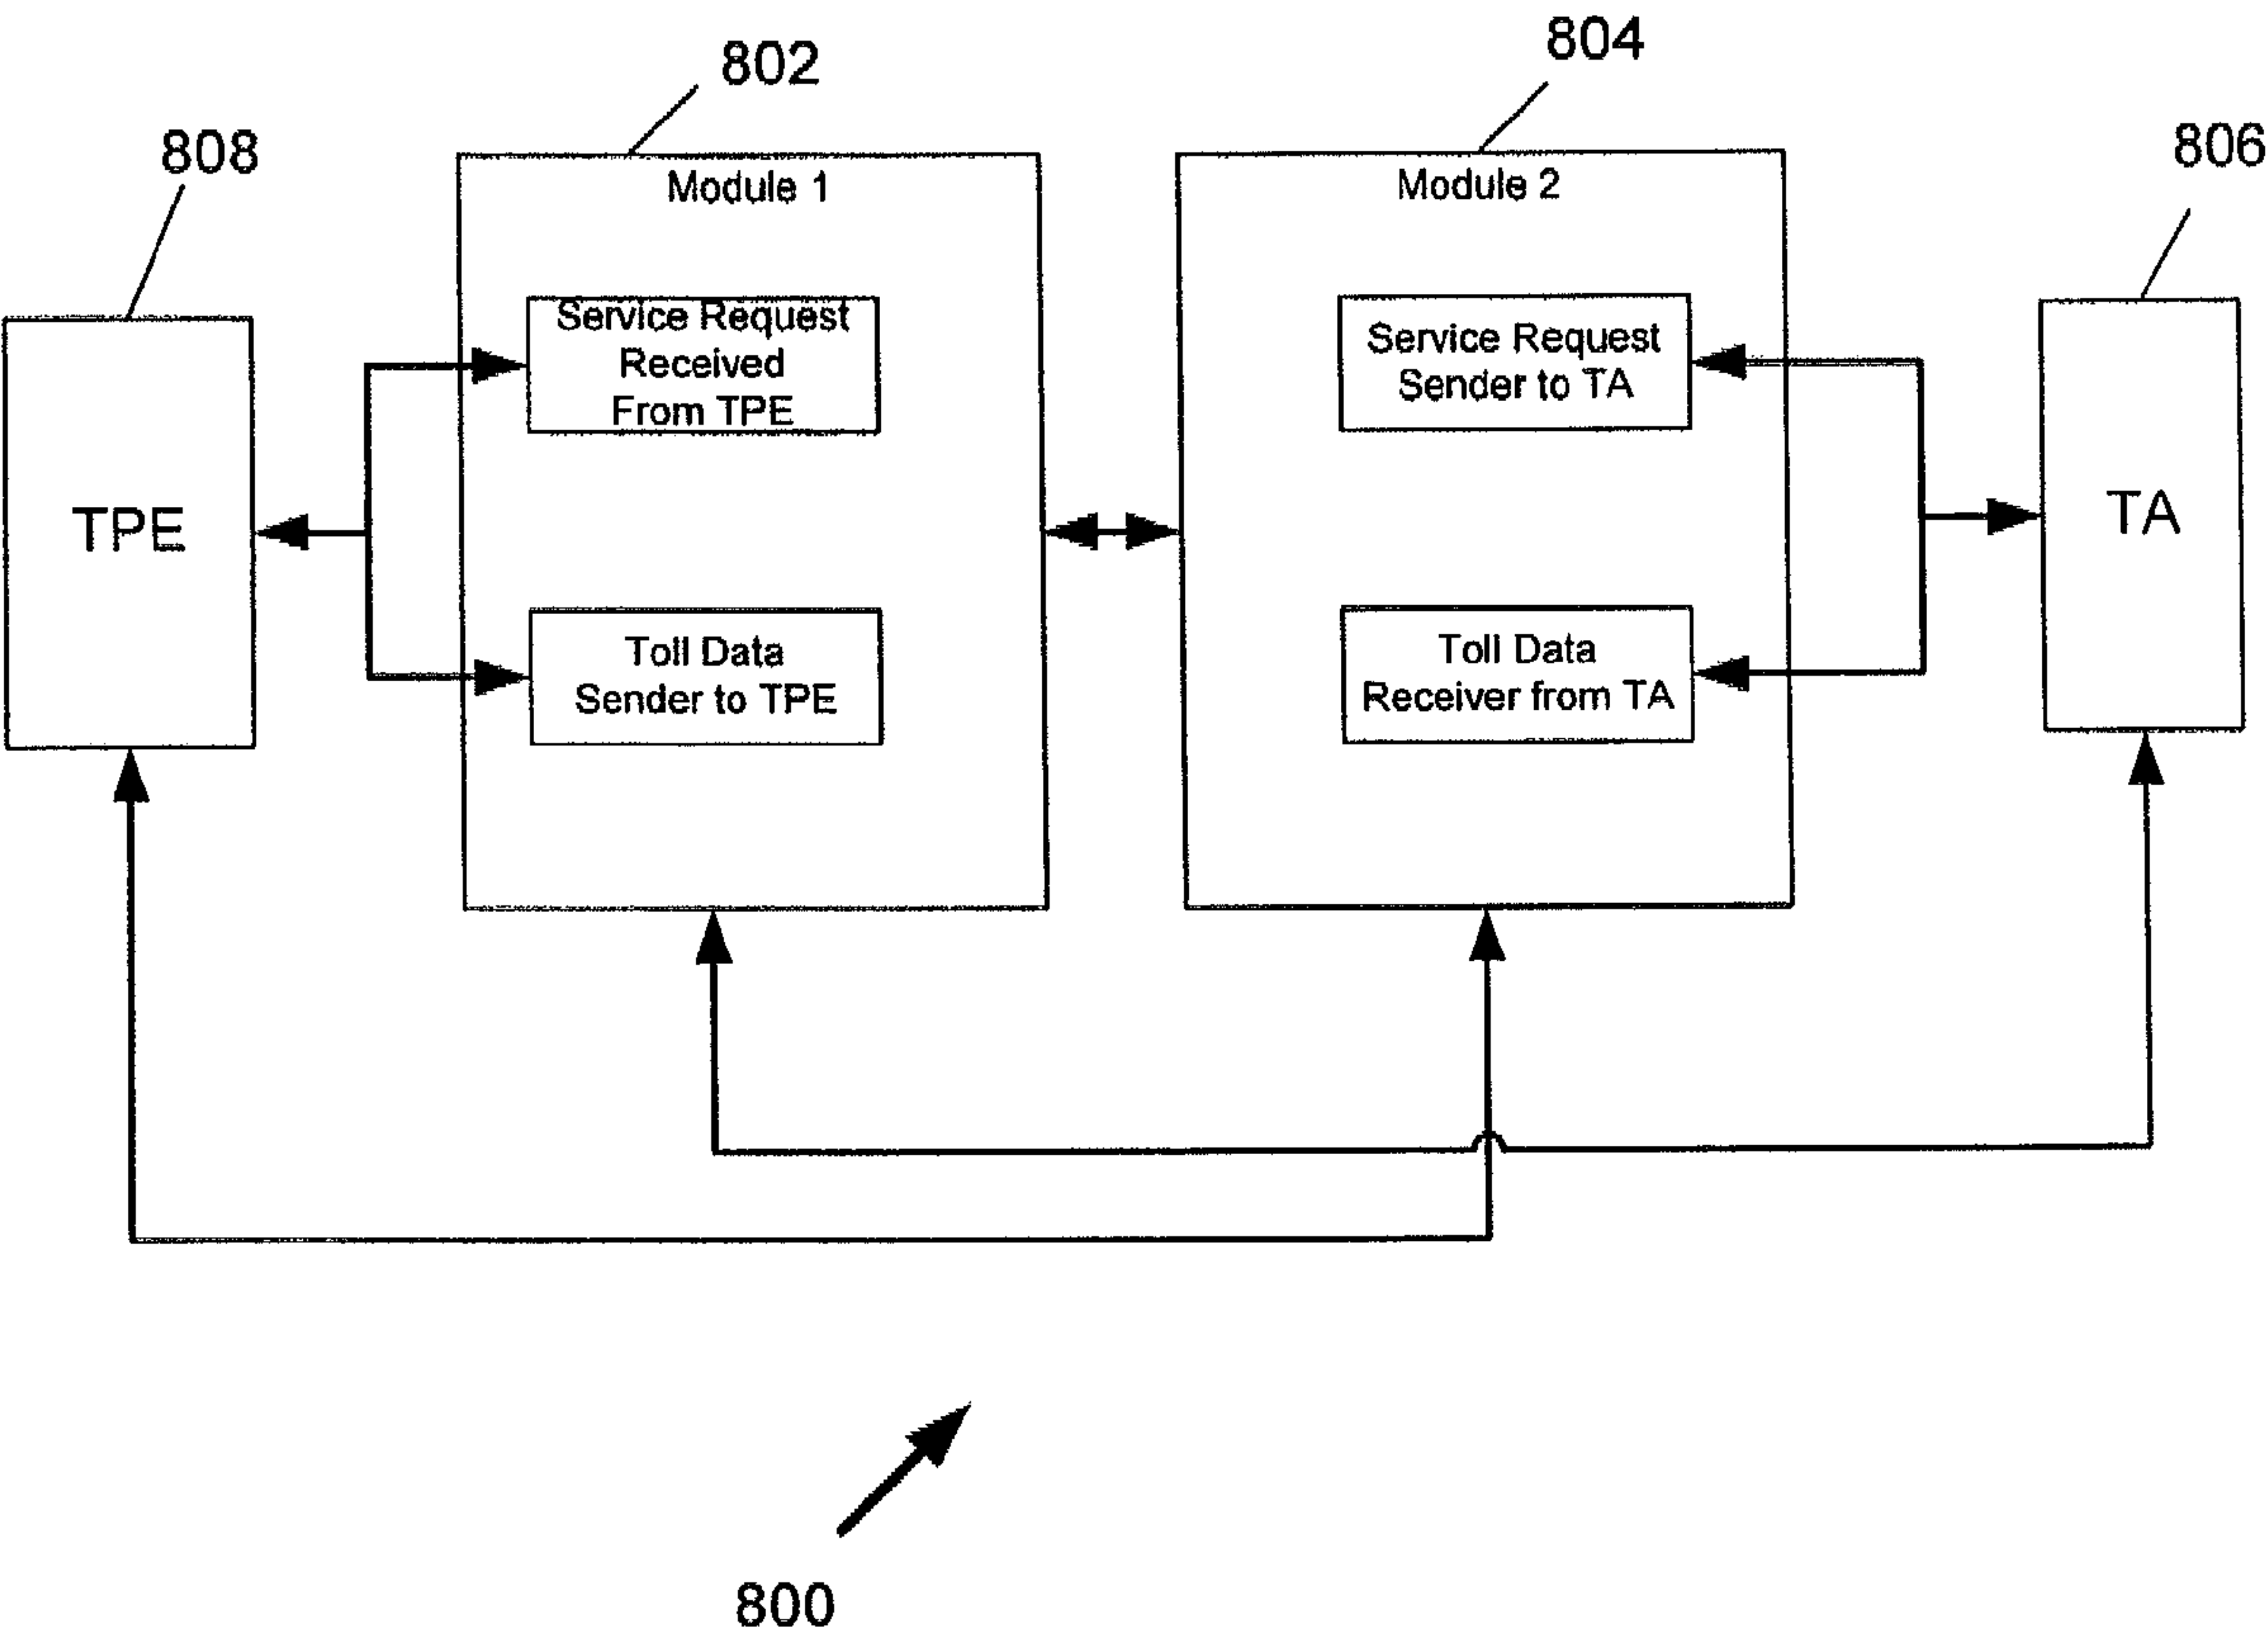 804
802
806
808
Module 1
Module 2
Service Request
Received
From TPE
Service Request
Sender to TA
TPE
TA
Toll Data
Sender to TPE
Toll Data
Receiver from TA
800